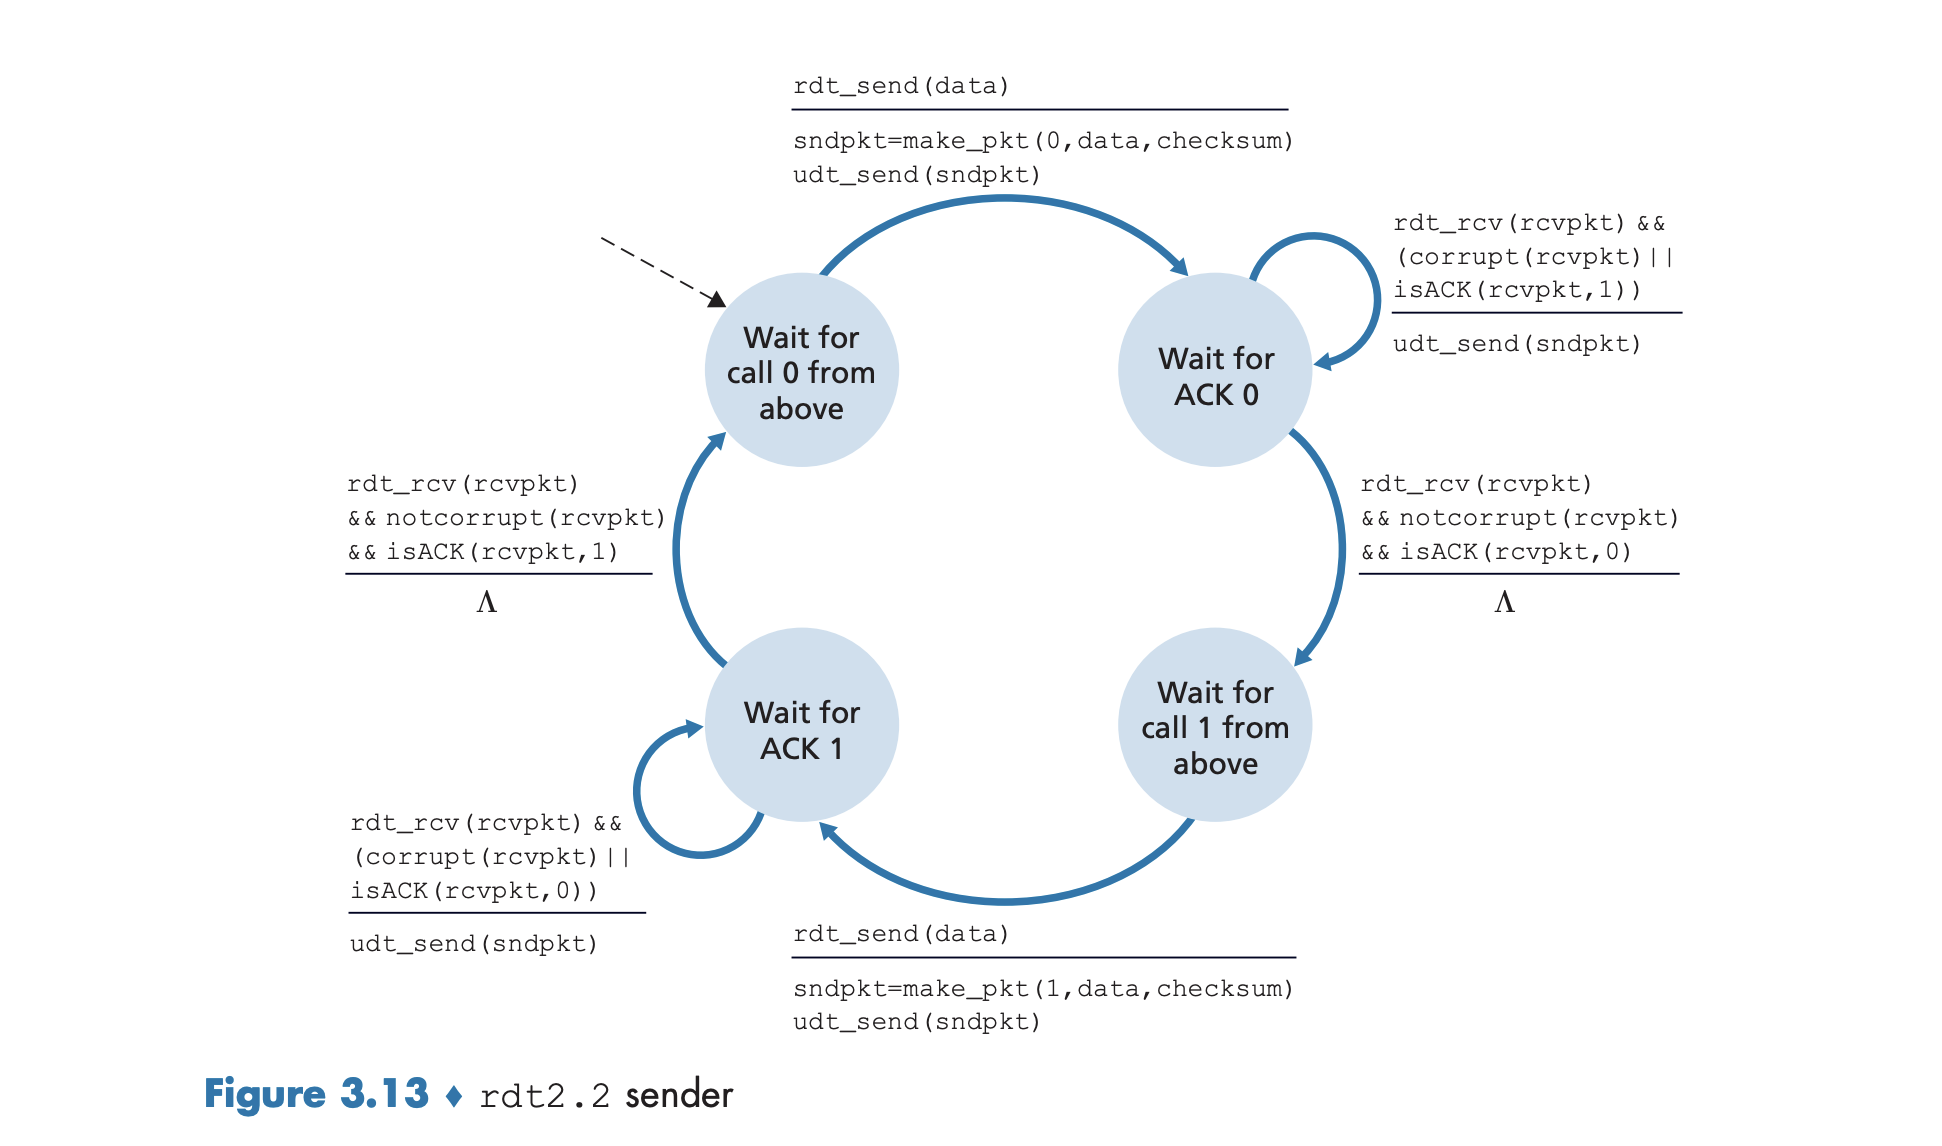 rdt_send(data)
sndpkt=make_pkt(0,data,checksum)
udt_send(sndpkt)
rdt_rcv(rcvpkt) &&
(corrupt(rcvpkt)||
isACK(rcvpkt,1))
udt_send(sndpkt)
Wait for
call 0 from
above
Wait for
ACK 0
rdt_rcv(rcvpkt)
&& notcorrupt(rcvpkt)
&& isACK(rcvpkt,1)
Λ
rdt_rcv(rcvpkt)
&& notcorrupt(rcvpkt)
&& isACK(rcvpkt,0)
Λ
Wait for
ACK 1
Wait for
call 1 from
above
rdt_rcv(rcvpkt) &&
(corrupt(rcvpkt)||
isACK(rcvpkt,0))
udt_send(sndpkt)
rdt_send(data)
sndpkt=make_pkt(1,data,checksum)
udt_send(sndpkt)
Figure 3.13 ♦ rdt2.2 sender